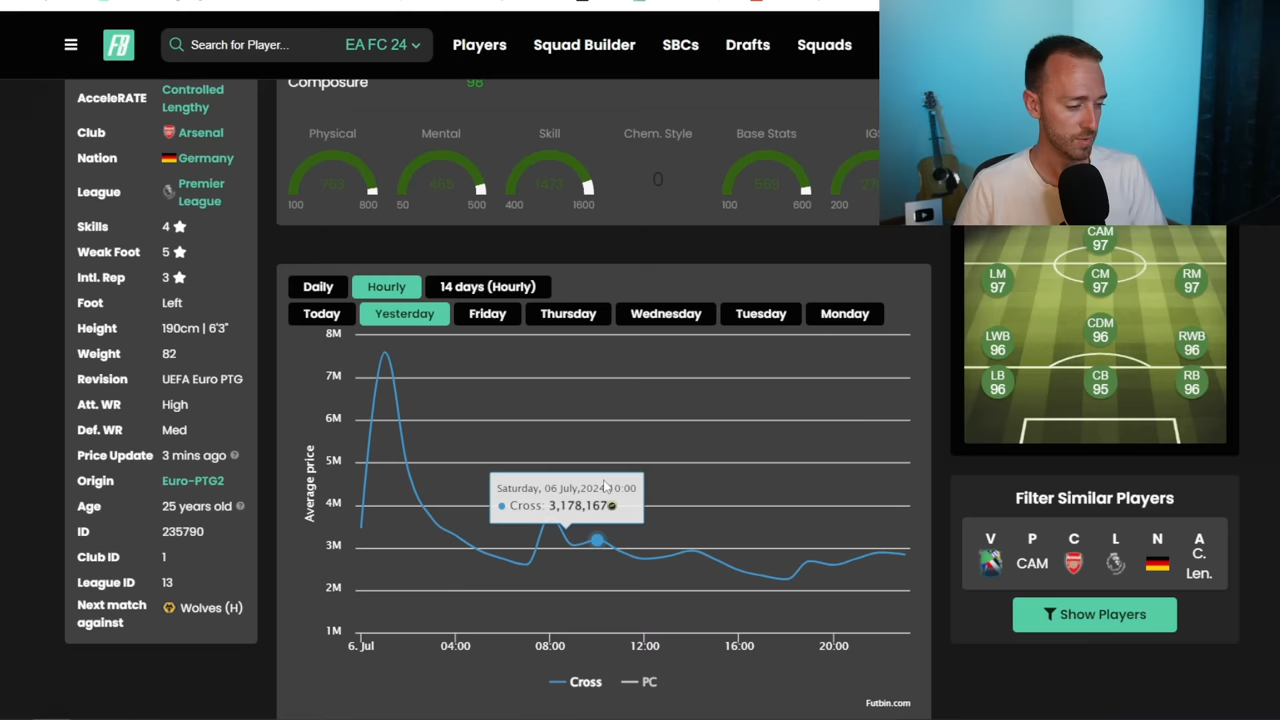 FB
Search for Player...
EA FC 24
Players
Squad Builder
SBCs
Drafts
Squads
AcceleRATE
Controlled
Lengthy
Club
Arsenal
Nation
Germany
League
Premier
League
Skills
4
Weak Foot
5
Intl. Rep
3
Foot
Left
Height
190cm | 6'3"
Weight
82
Revision
UEFA Euro PTG
Att. WR
High
Def. WR
Med
Price Update
3 mins ago
Origin
Euro-PTG2
Age
25 years old
ID
235790
Club ID
1
League ID
13
Next match
against
Wolves (H)
Composure
98
Physical
Mental
Skill
Chem. Style
Base Stats
763
465
1473
0
569
100
800
50
500
400
1600
100
600
200
Daily
Hourly
14 days (Hourly)
Today
Yesterday
Friday
Thursday
Wednesday
Tuesday
Monday
8M
7M
6M
5M
4M
3M
2M
1M
Average price
Saturday, 06 July,2024
Cross: 3,178,167
6. Jul
04:00
08:00
12:00
16:00
20:00
Cross
PC
Futbin.com
CAM
97
LM
97
CM
97
RM
97
CDM
96
LWB
96
RWB
96
LB
96
CB
95
RB
96
Filter Similar Players
V
P
C
L
N
A
CAM
C.
Len.
Show Players